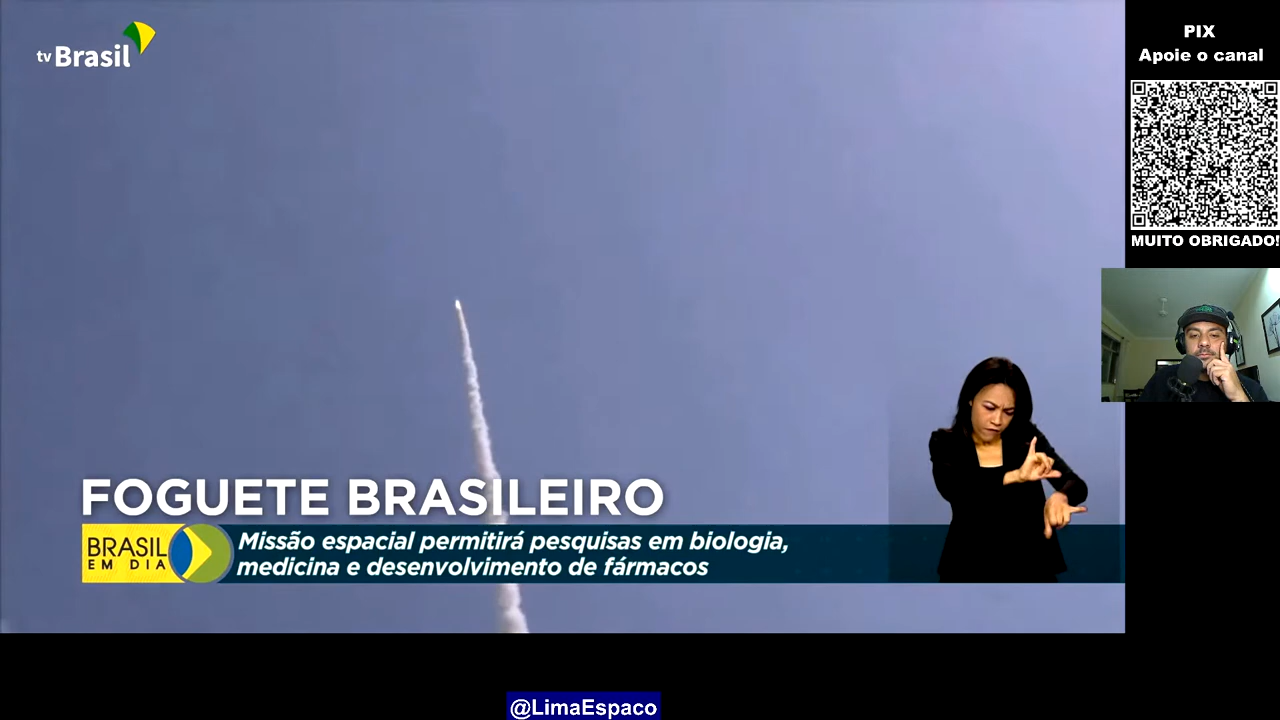 tv Brasil
PIX
Apoie o canal
MUITO OBRIGADO!
FOGUETE BRASILEIRO
BRASIL
EM DIA
Missão espacial permitirá pesquisas em biologia,
medicina e desenvolvimento de fármacos
@LimaEspaco